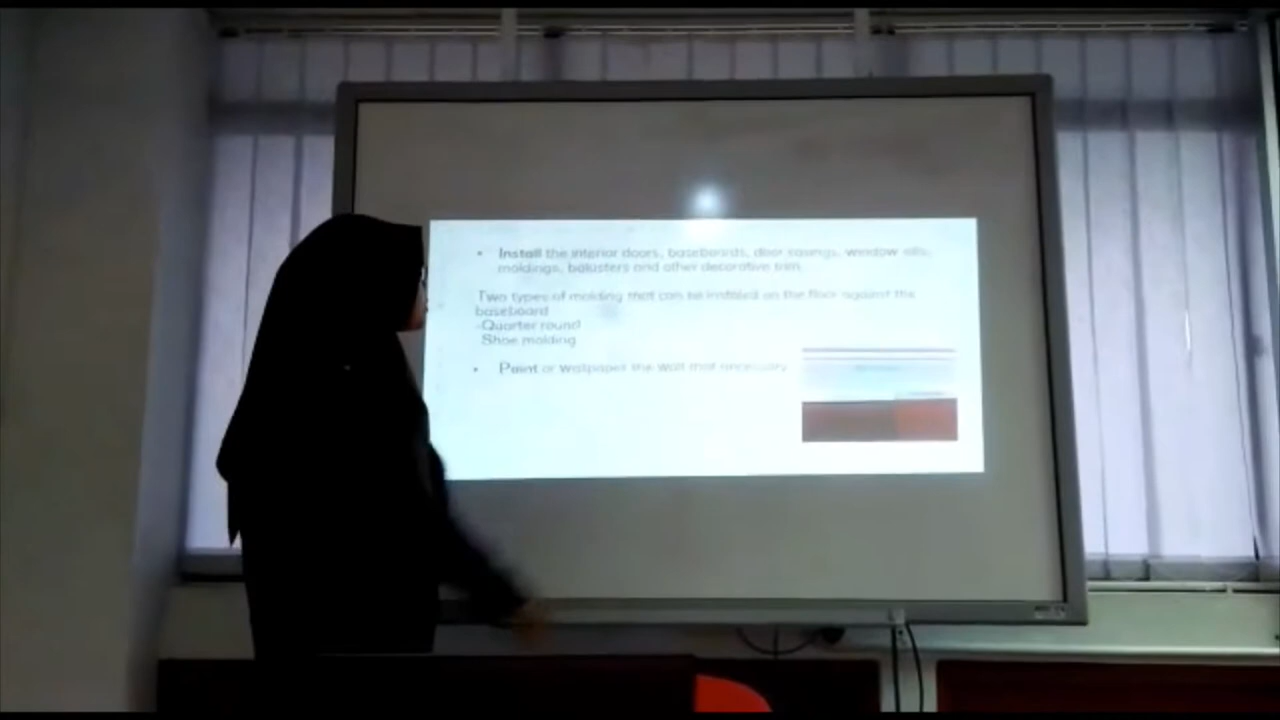 • Install the interior doors, baseboards, door casings, window sills,
moldings, balusters and other decorative trim.
Two types of molding that can be installed on the floor against the
baseboard
-Quarter round
-Shoe molding
• Paint or wallpaper the wall that necessary